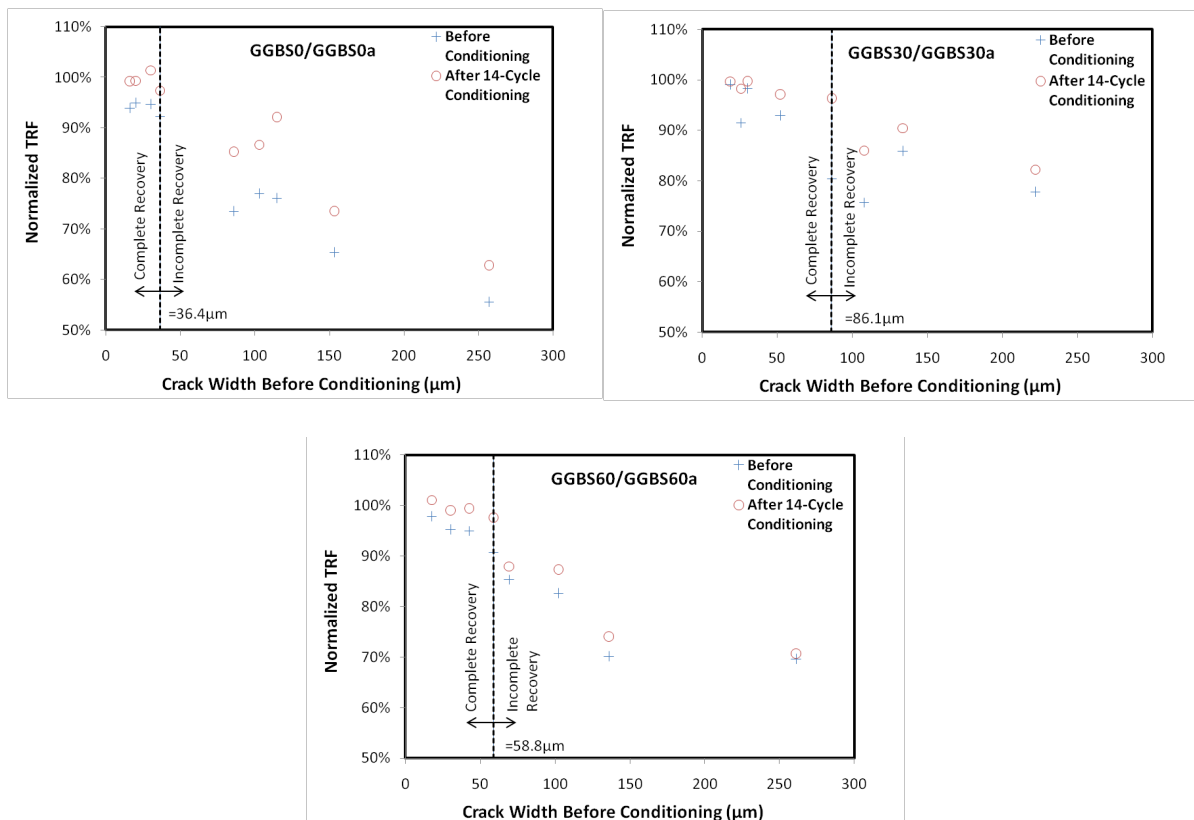 GGBS0/GGBS0a
Before
Conditioning
After 14-Cycle
Conditioning
110%
100%
90%
80%
70%
60%
50%
Normalized TRF
Complete Recovery
Incomplete Recovery
=36.4µm
0 50 100 150 200 250 300
Crack Width Before Conditioning (µm)
GGBS30/GGBS30a
Before
Conditioning
After 14-Cycle
Conditioning
110%
100%
90%
80%
70%
60%
50%
Normalized TRF
Complete Recovery
Incomplete Recovery
=86.1µm
0 50 100 150 200 250 300
Crack Width Before Conditioning (µm)
GGBS60/GGBS60a
Before
Conditioning
After 14-Cycle
Conditioning
110%
100%
90%
80%
70%
60%
50%
Normalized TRF
Complete Recovery
Incomplete
Recovery
=58.8µm
0 50 100 150 200 250 300
Crack Width Before Conditioning (µm)